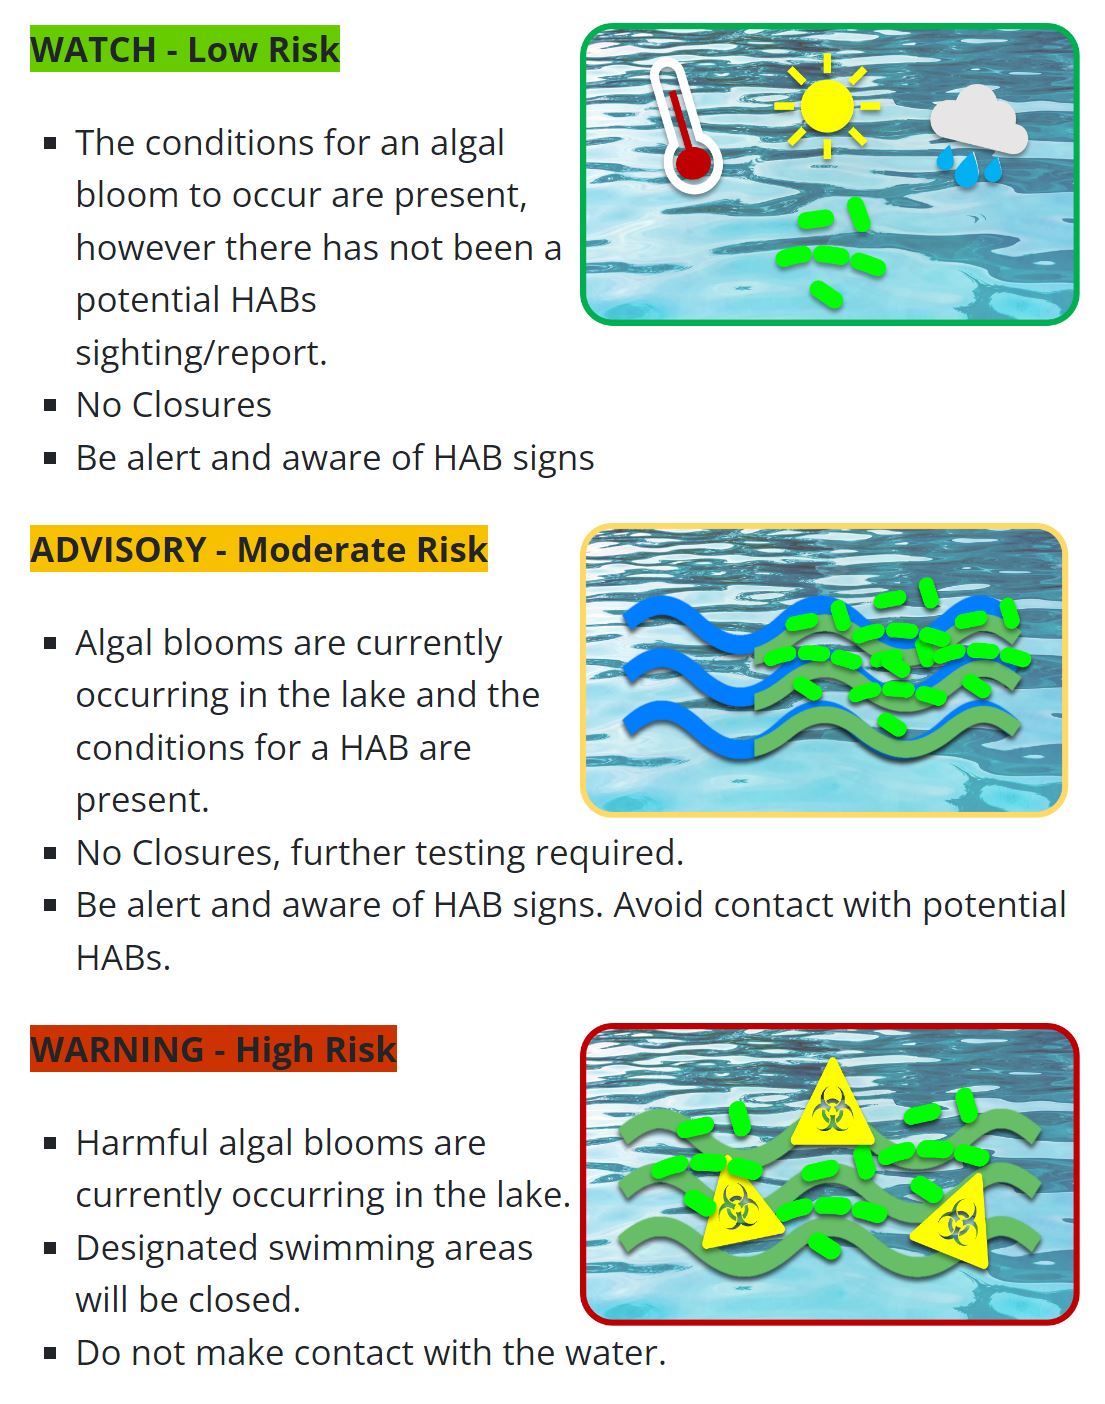 WATCH - Low Risk
The conditions for an algal
bloom to occur are present,
however there has not been a
potential HABs
sighting/report.
No Closures
Be alert and aware of HAB signs
ADVISORY - Moderate Risk
Algal blooms are currently
occurring in the lake and the
conditions for a HAB are
present.
No Closures, further testing required.
Be alert and aware of HAB signs. Avoid contact with potential
HABs.
WARNING - High Risk
Harmful algal blooms are
currently occurring in the lake.
Designated swimming areas
will be closed.
Do not make contact with the water.